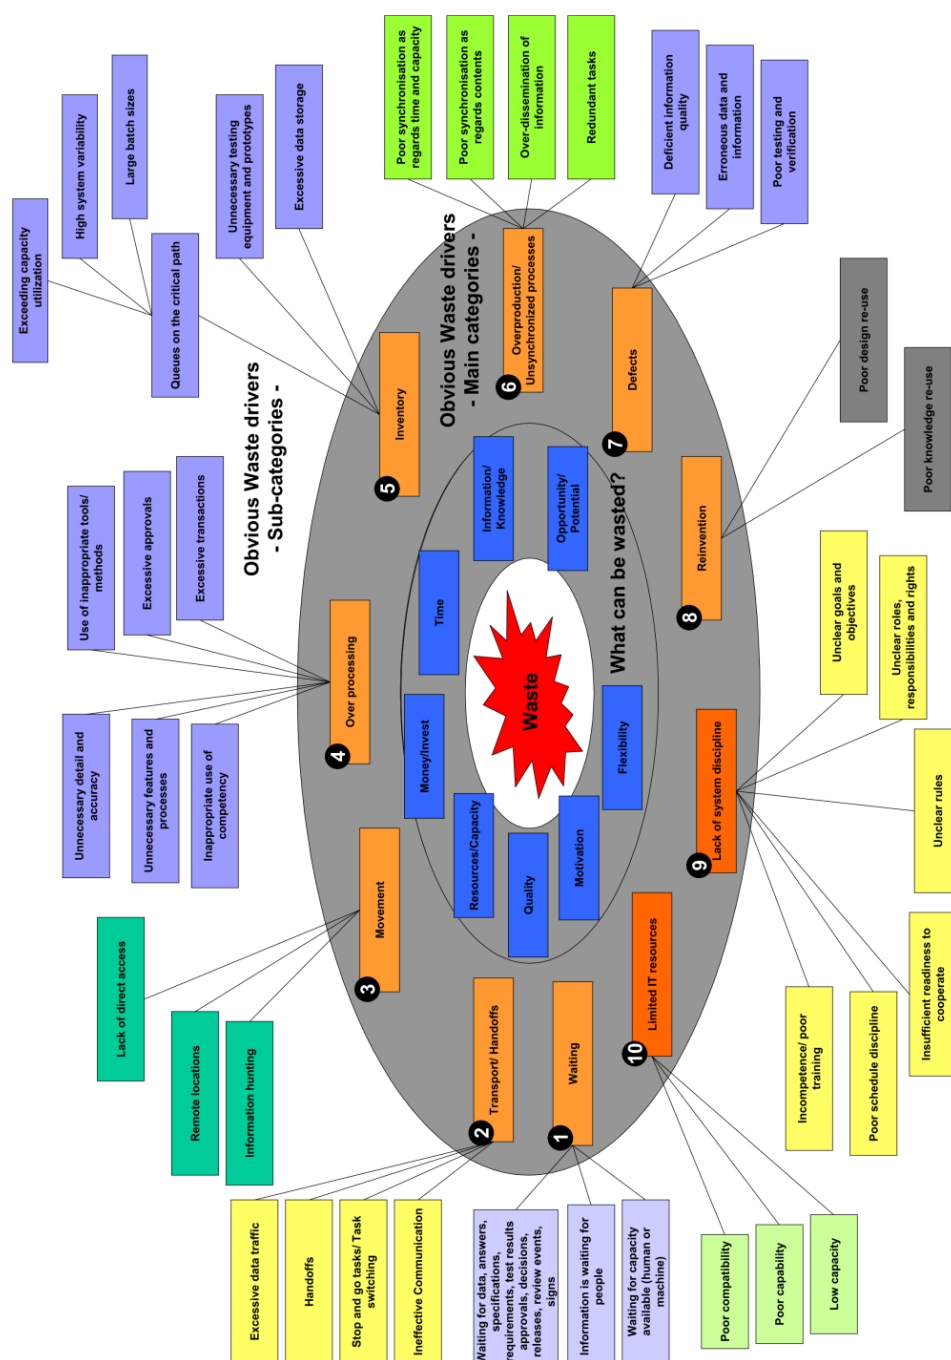 Exceeding capacity
utilization
High system variability
Large batch sizes
Queues on the critical path
Unnecessary testing
equipment and prototypes
Excessive data storage
Unnecessary detail and
accuracy
Unnecessary features and
processes
Inappropriate use of
competency
Use of inappropriate tools/
methods
Excessive approvals
Excessive transactions
Lack of direct access
Remote locations
Information hunting
Excessive data traffic
Handoffs
Stop and go tasks/ Task
switching
Ineffective Communication
Waiting for data, answers,
specifications,
requirements, test results
approvals, decisions,
releases, review events,
signs
Information is waiting for
people
Waiting for capacity
available (human or
machine)
Obvious Waste drivers
- Sub-categories -
Obvious Waste drivers
- Main categories -
Poor synchronisation as
regards time and capacity
Poor synchronisation as
regards contents
Over-dissemination of
information
Redundant tasks
4
Over processing
5
Inventory
3
Movement
2
Transport/ Handoffs
1
Waiting
6
Overproduction/
Unsynchronized processes
7
Defects
8
Reinvention
9
Lack of system discipline
10
Limited IT resources
Money/Invest
Time
Resources/Capacity
Information/
Knowledge
Quality
Waste
Opportunity/
Potential
Motivation
Flexibility
What can be wasted?
Deficient information
quality
Erroneous data and
information
Poor testing and
verification
Poor compatibility
Poor capability
Low capacity
Incompetence/ poor
training
Poor schedule discipline
Insufficient readiness to
cooperate
Unclear rules
Unclear goals and
objectives
Unclear roles,
responsibilities and rights
Poor design re-use
Poor knowledge re-use